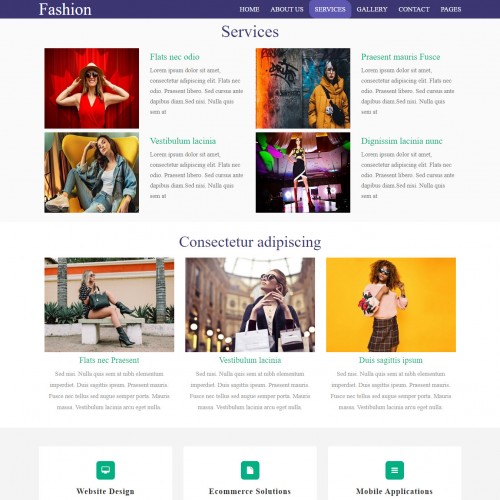 Fashion
HOME ABOUT US SERVICES GALLERY CONTACT PAGES
Services
Flats nec odio
Lorem ipsum dolor sit amet,
consectetur adipiscing elit. Flats nec
odio. Praesent libero. Sed cursus ante
dapibus diam.Sed nisi. Nulla quis
sem at
Praesent mauris Fusce
Lorem ipsum dolor sit amet,
consectetur adipiscing elit. Flats nec
odio. Praesent libero. Sed cursus ante
dapibus diam.Sed nisi. Nulla quis
sem at
Vestibulum lacinia
Lorem ipsum dolor sit amet,
consectetur adipiscing elit. Flats nec
odio. Praesent libero. Sed cursus ante
dapibus diam.Sed nisi. Nulla quis
sem at
Dignissim lacinia nunc
Lorem ipsum dolor sit amet,
consectetur adipiscing elit. Flats nec
odio. Praesent libero. Sed cursus ante
dapibus diam.Sed nisi. Nulla quis
sem at
Consectetur adipiscing
Flats nec Praesent
Sed nisi. Nulla quis sem at nibh elementum
imperdiet. Duis sagittis ipsum. Praesent mauris.
Fusce nec tellus sed augue semper porta. Mauris
massa. Vestibulum lacinia arcu eget nulla.
Vestibulum lacinia
Sed nisi. Nulla quis sem at nibh elementum
imperdiet. Duis sagittis ipsum. Praesent mauris.
Fusce nec tellus sed augue semper porta. Mauris
massa. Vestibulum lacinia arcu eget nulla.
Duis sagittis ipsum
Sed nisi. Nulla quis sem at nibh elementum
imperdiet. Duis sagittis ipsum. Praesent mauris.
Fusce nec tellus sed augue semper porta. Mauris
massa. Vestibulum lacinia arcu eget nulla.
Website Design
Ecommerce Solutions
Mobile Applications